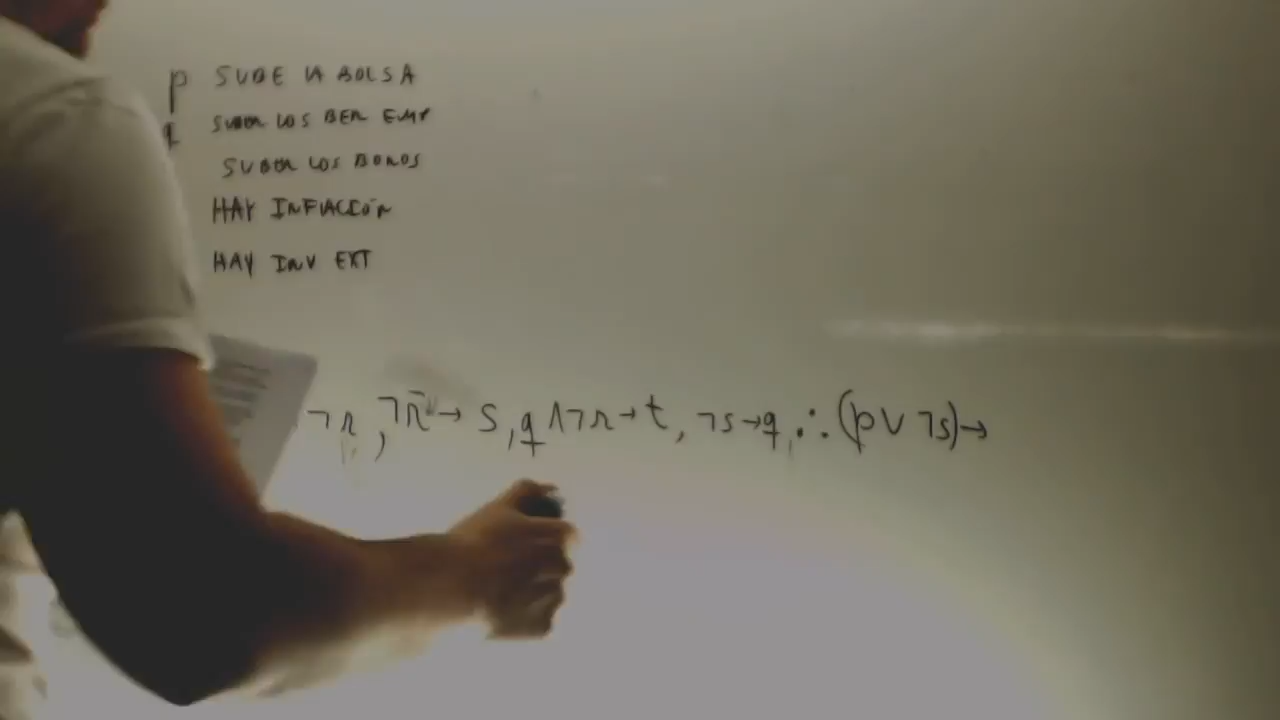 p SUBE LA BOLSA
q SUBEN LOS BEN EMP
SUBEN LOS BONOS
HAY INFLACIÓN
HAY INV EXT
¬r, ¬r → s, q ∧ ¬r → t, ¬s → q, ∴ (p ∨ ¬s) →